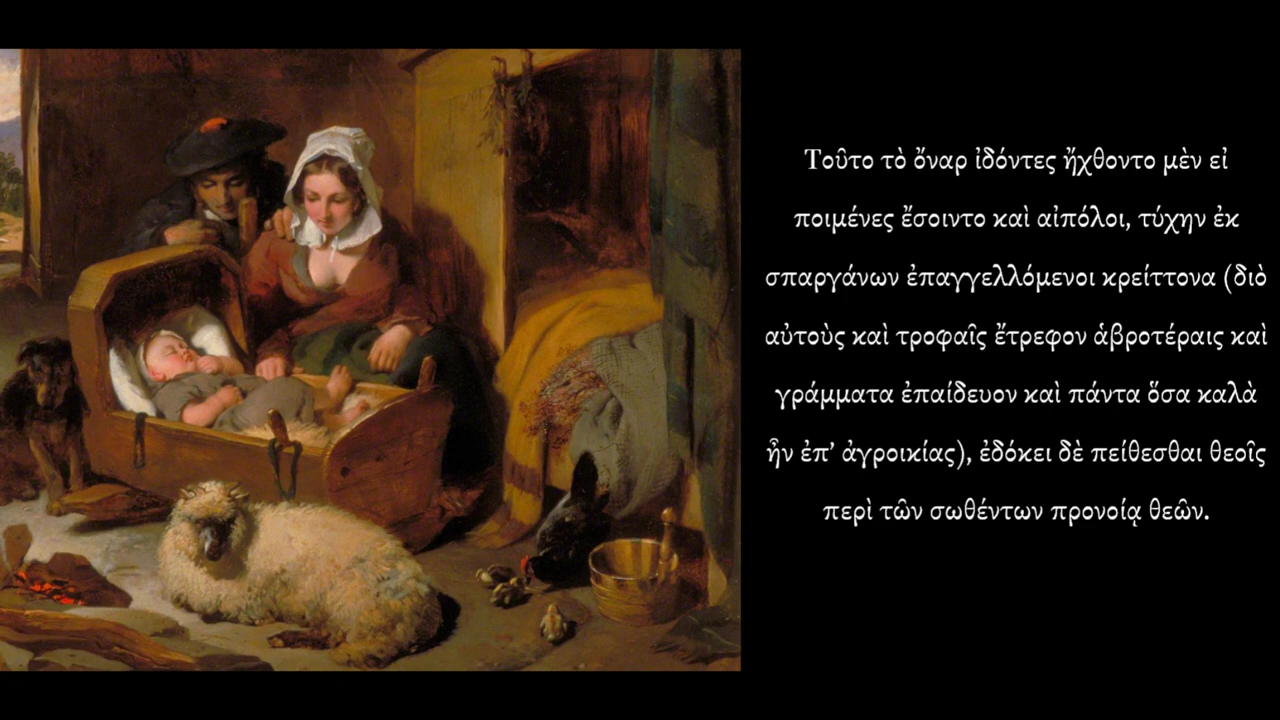 Τοῦτο τὸ ὄναρ ἰδόντες ἤχθοντο μὲν εἰ
ποιμένες ἔσοιντο καὶ αἰπόλοι, τύχην ἐκ
σπαργάνων ἐπαγγελλόμενοι κρείττονα (διὸ
αὐτοὺς καὶ τροφαῖς ἔτρεφον ἁβροτέραις καὶ
γράμματα ἐπαίδευον καὶ πάντα ὅσα καλὰ
ἦν ἐπ’ ἀγροικίας), ἐδόκει δὲ πείθεσθαι θεοῖς
περὶ τῶν σωθέντων προνοίᾳ θεῶν.